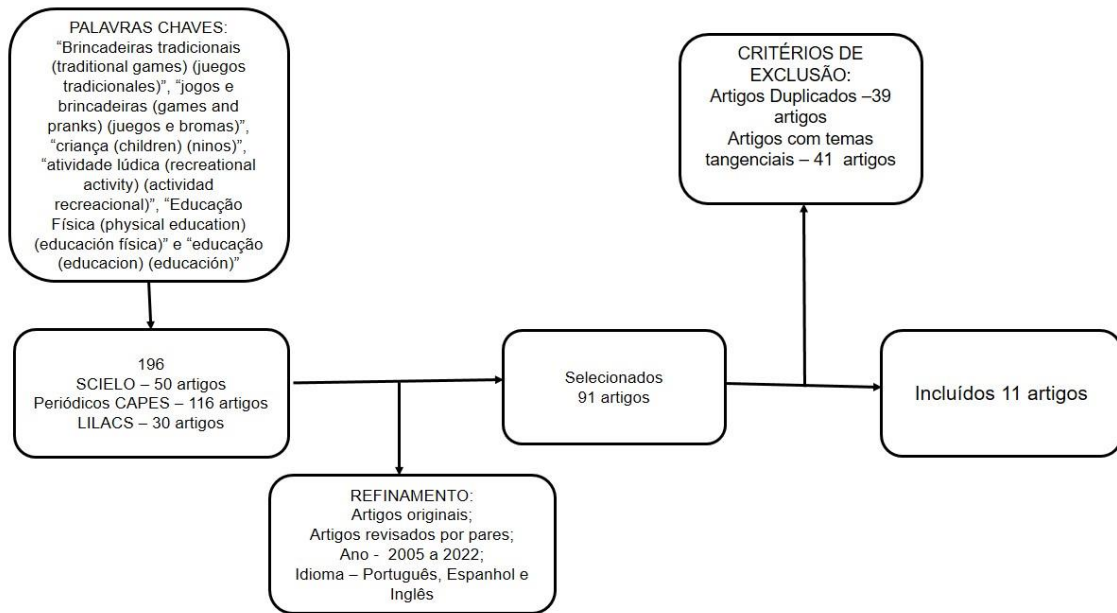 PALAVRAS CHAVES:
“Brincadeiras tradicionais
(traditional games) (juegos
tradicionales)”, “jogos e
brincadeiras (games and
pranks) (juegos e bromas)”,
“criança (children) (ninos)”,
“atividade lúdica (recreational
activity) (actividad
recreacional)”, “Educação
Física (physical education)
(educación física)” e “educação
(educacion) (educación)”
196
SCIELO – 50 artigos
Periódicos CAPES – 116 artigos
LILACS – 30 artigos
REFINAMENTO:
Artigos originais;
Artigos revisados por pares;
Ano - 2005 a 2022;
Idioma – Português, Espanhol e
Inglês
Selecionados
91 artigos
CRITÉRIOS DE
EXCLUSÃO:
Artigos Duplicados –39
artigos
Artigos com temas
tangenciais – 41 artigos
Incluídos 11 artigos